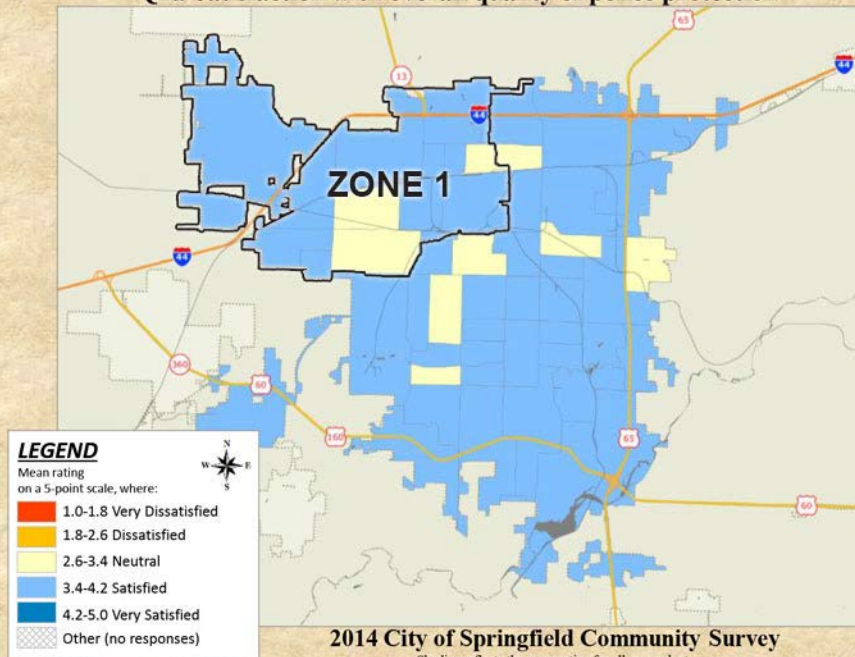 65
13
44
44
ZONE 1
44
360
60
160
65
60
LEGEND
N
W E
S
Mean rating
on a 5-point scale, where:
1.0-1.8 Very Dissatisfied
1.8-2.6 Dissatisfied
2.6-3.4 Neutral
3.4-4.2 Satisfied
4.2-5.0 Very Satisfied
Other (no responses)
2014 City of Springfield Community Survey